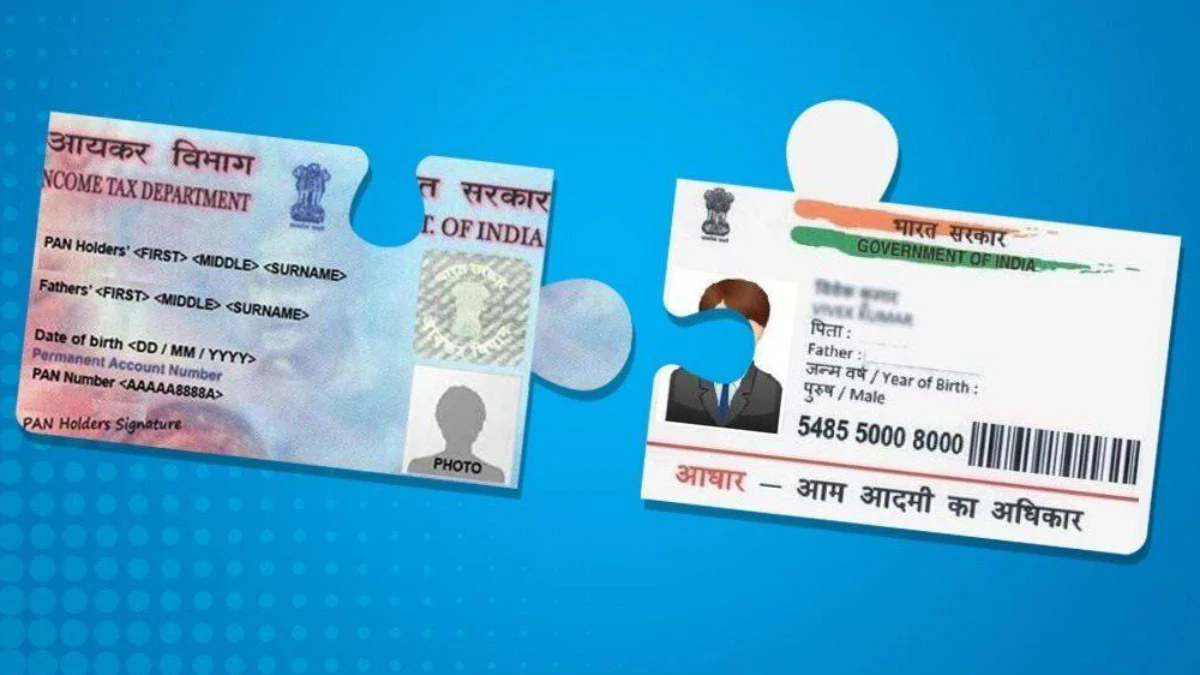 आयकर विभाग
NCOME TAX DEPARTMENT
त सरकार
T. OF INDIA
PAN Holders' <FIRST> <MIDDLE> <SURNAME>
Fathers' <FIRST> <MIDDLE> <SURNAME>
Date of birth <DD / MM / YYYY>
Permanent Account Number
PAN Number <AAAAA8888A>
PAN Holders Signature
PHOTO
भारत सरकार
GOVERNMENT OF INDIA
VIVEK KUMAR
पिता :
Father :
जन्म वर्ष / Year of Birth :
पुरुष / Male
5485 5000 8000
आधार – आम आदमी का अधिकार